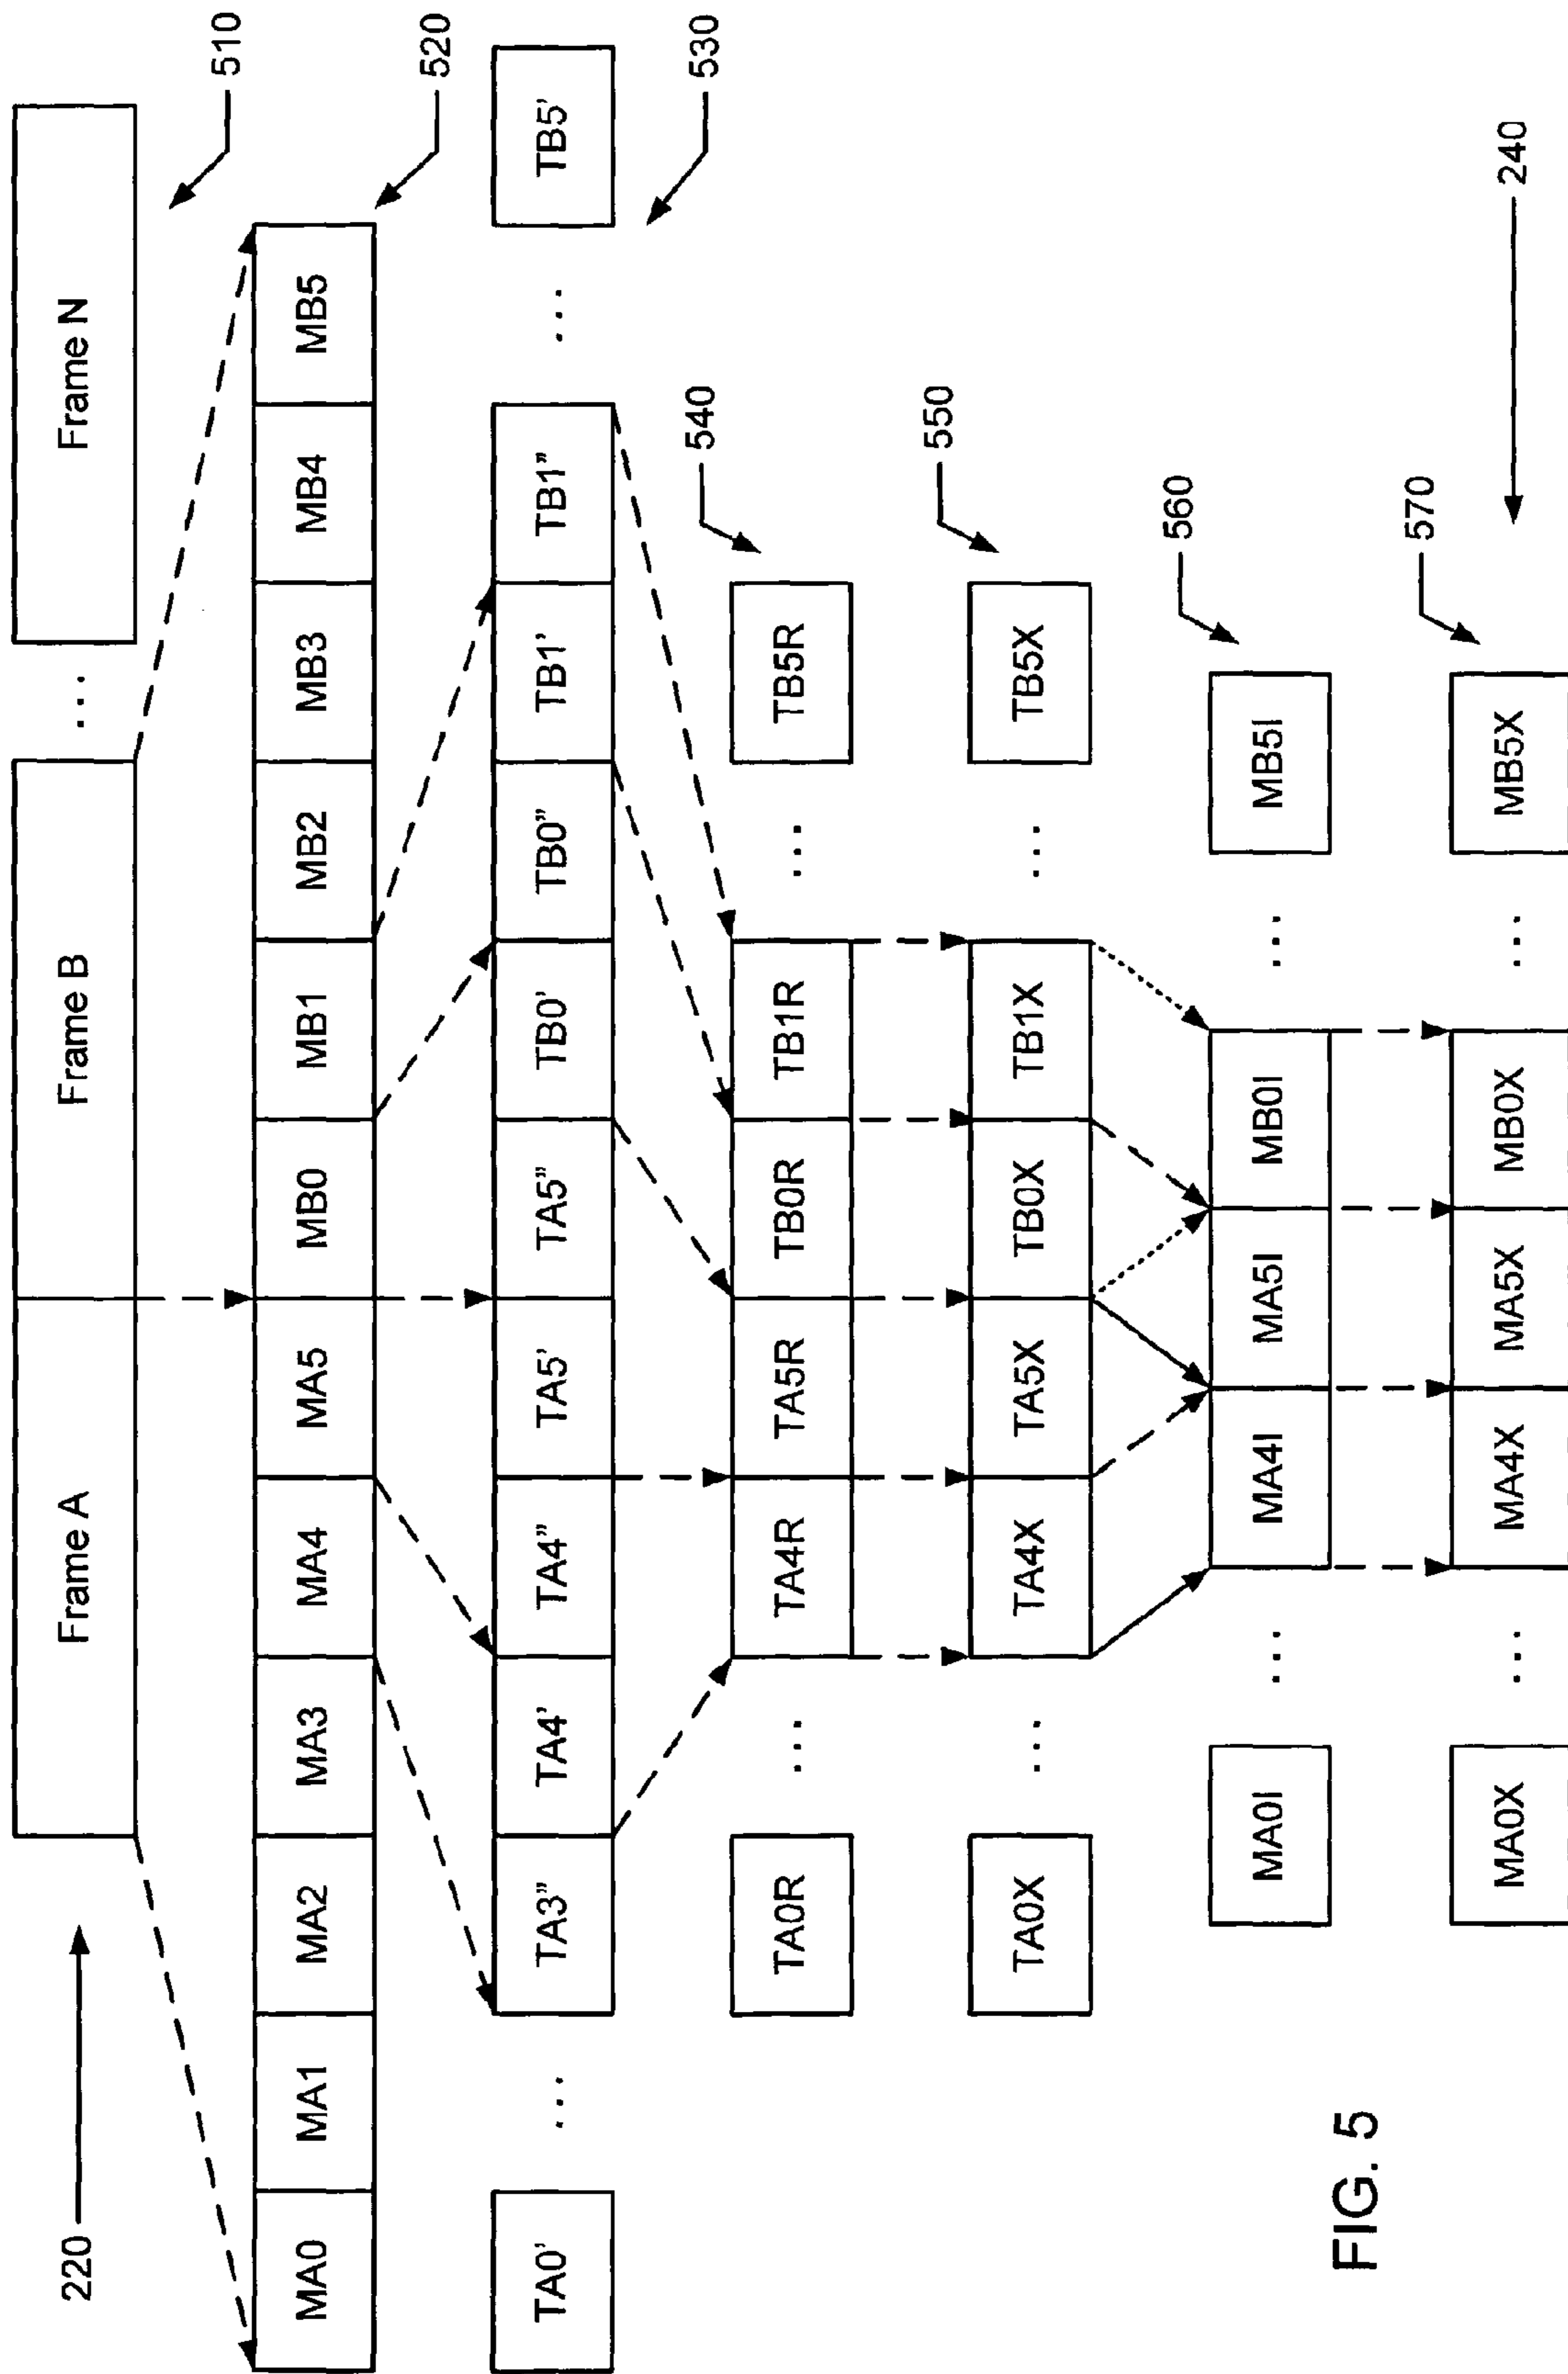 220
Frame A
Frame B
...
Frame N
510
MA0
MA1
MA2
MA3
MA4
MA5
MB0
MB1
MB2
MB3
MB4
MB5
520
TA0'
...
TA3"
TA4'
TA4"
TA5'
TA5"
TB0'
TB0"
TB1'
TB1"
...
TB5'
530
TA0R
...
TA4R
TA5R
TB0R
TB1R
...
TB5R
540
TA0X
...
TA4X
TA5X
TB0X
TB1X
...
TB5X
550
MA0I
...
MA4I
MA5I
MB0I
...
MB5I
560
MA0X
...
MA4X
MA5X
MB0X
...
MB5X
570
240
FIG. 5